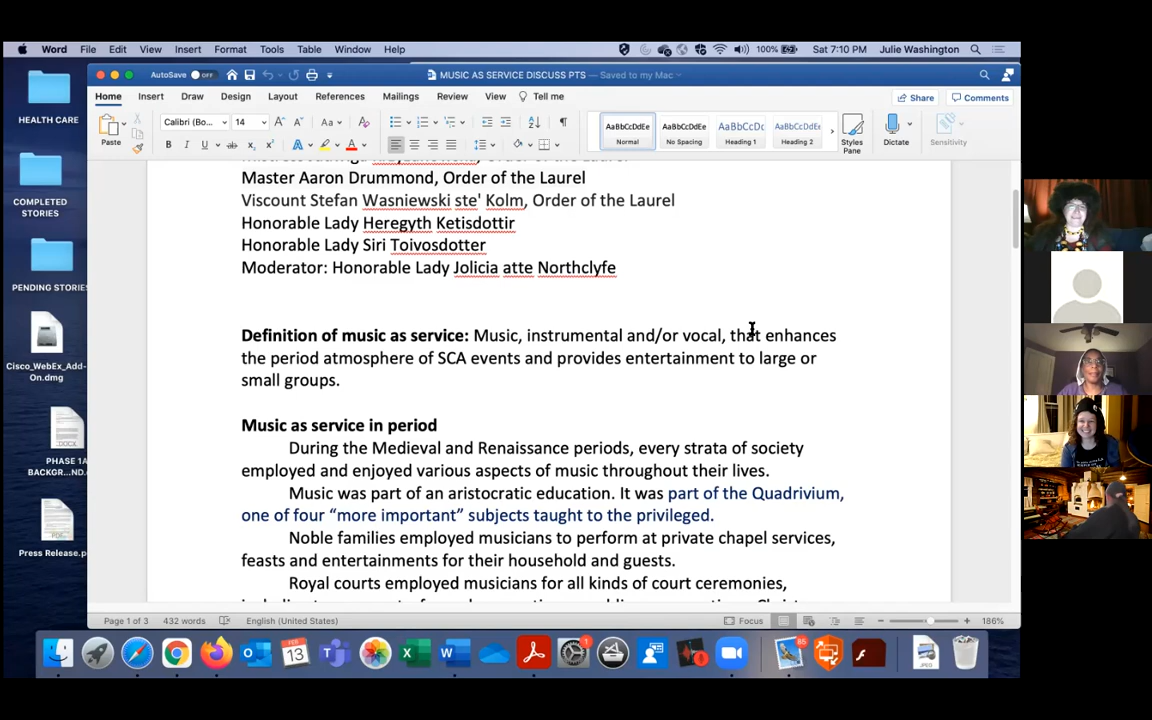 Word File Edit View Insert Format Tools Table Window Help 100% Sat 7:10 PM Julie Washington
AutoSave OFF MUSIC AS SERVICE DISCUSS PTS — Saved to my Mac
Home Insert Draw Design Layout References Mailings Review View Tell me Share Comments
Paste Calibri (Bo... 14 AaBbCcDdEe Normal AaBbCcDdEe No Spacing AaBbCcDc Heading 1 AaBbCcDdEe Heading 2 Styles Pane Dictate Sensitivity
HEALTH CARE
COMPLETED STORIES
PENDING STORIES
Cisco_WebEx_Add-On.dmg
PHASE 1A
Press Release.p
Order of the Laurel
Master Aaron Drummond, Order of the Laurel
Viscount Stefan Wasniewski ste' Kolm, Order of the Laurel
Honorable Lady Heregyth Ketisdottir
Honorable Lady Siri Toivosdotter
Moderator: Honorable Lady Jolicia atte Northclyfe
Definition of music as service: Music, instrumental and/or vocal, that enhances
the period atmosphere of SCA events and provides entertainment to large or
small groups.
Music as service in period
During the Medieval and Renaissance periods, every strata of society
employed and enjoyed various aspects of music throughout their lives.
Music was part of an aristocratic education. It was part of the Quadrivium,
one of four “more important” subjects taught to the privileged.
Noble families employed musicians to perform at private chapel services,
feasts and entertainments for their household and guests.
Royal courts employed musicians for all kinds of court ceremonies,
Page 1 of 3 432 words English (United States) Focus 186%
FEB 13